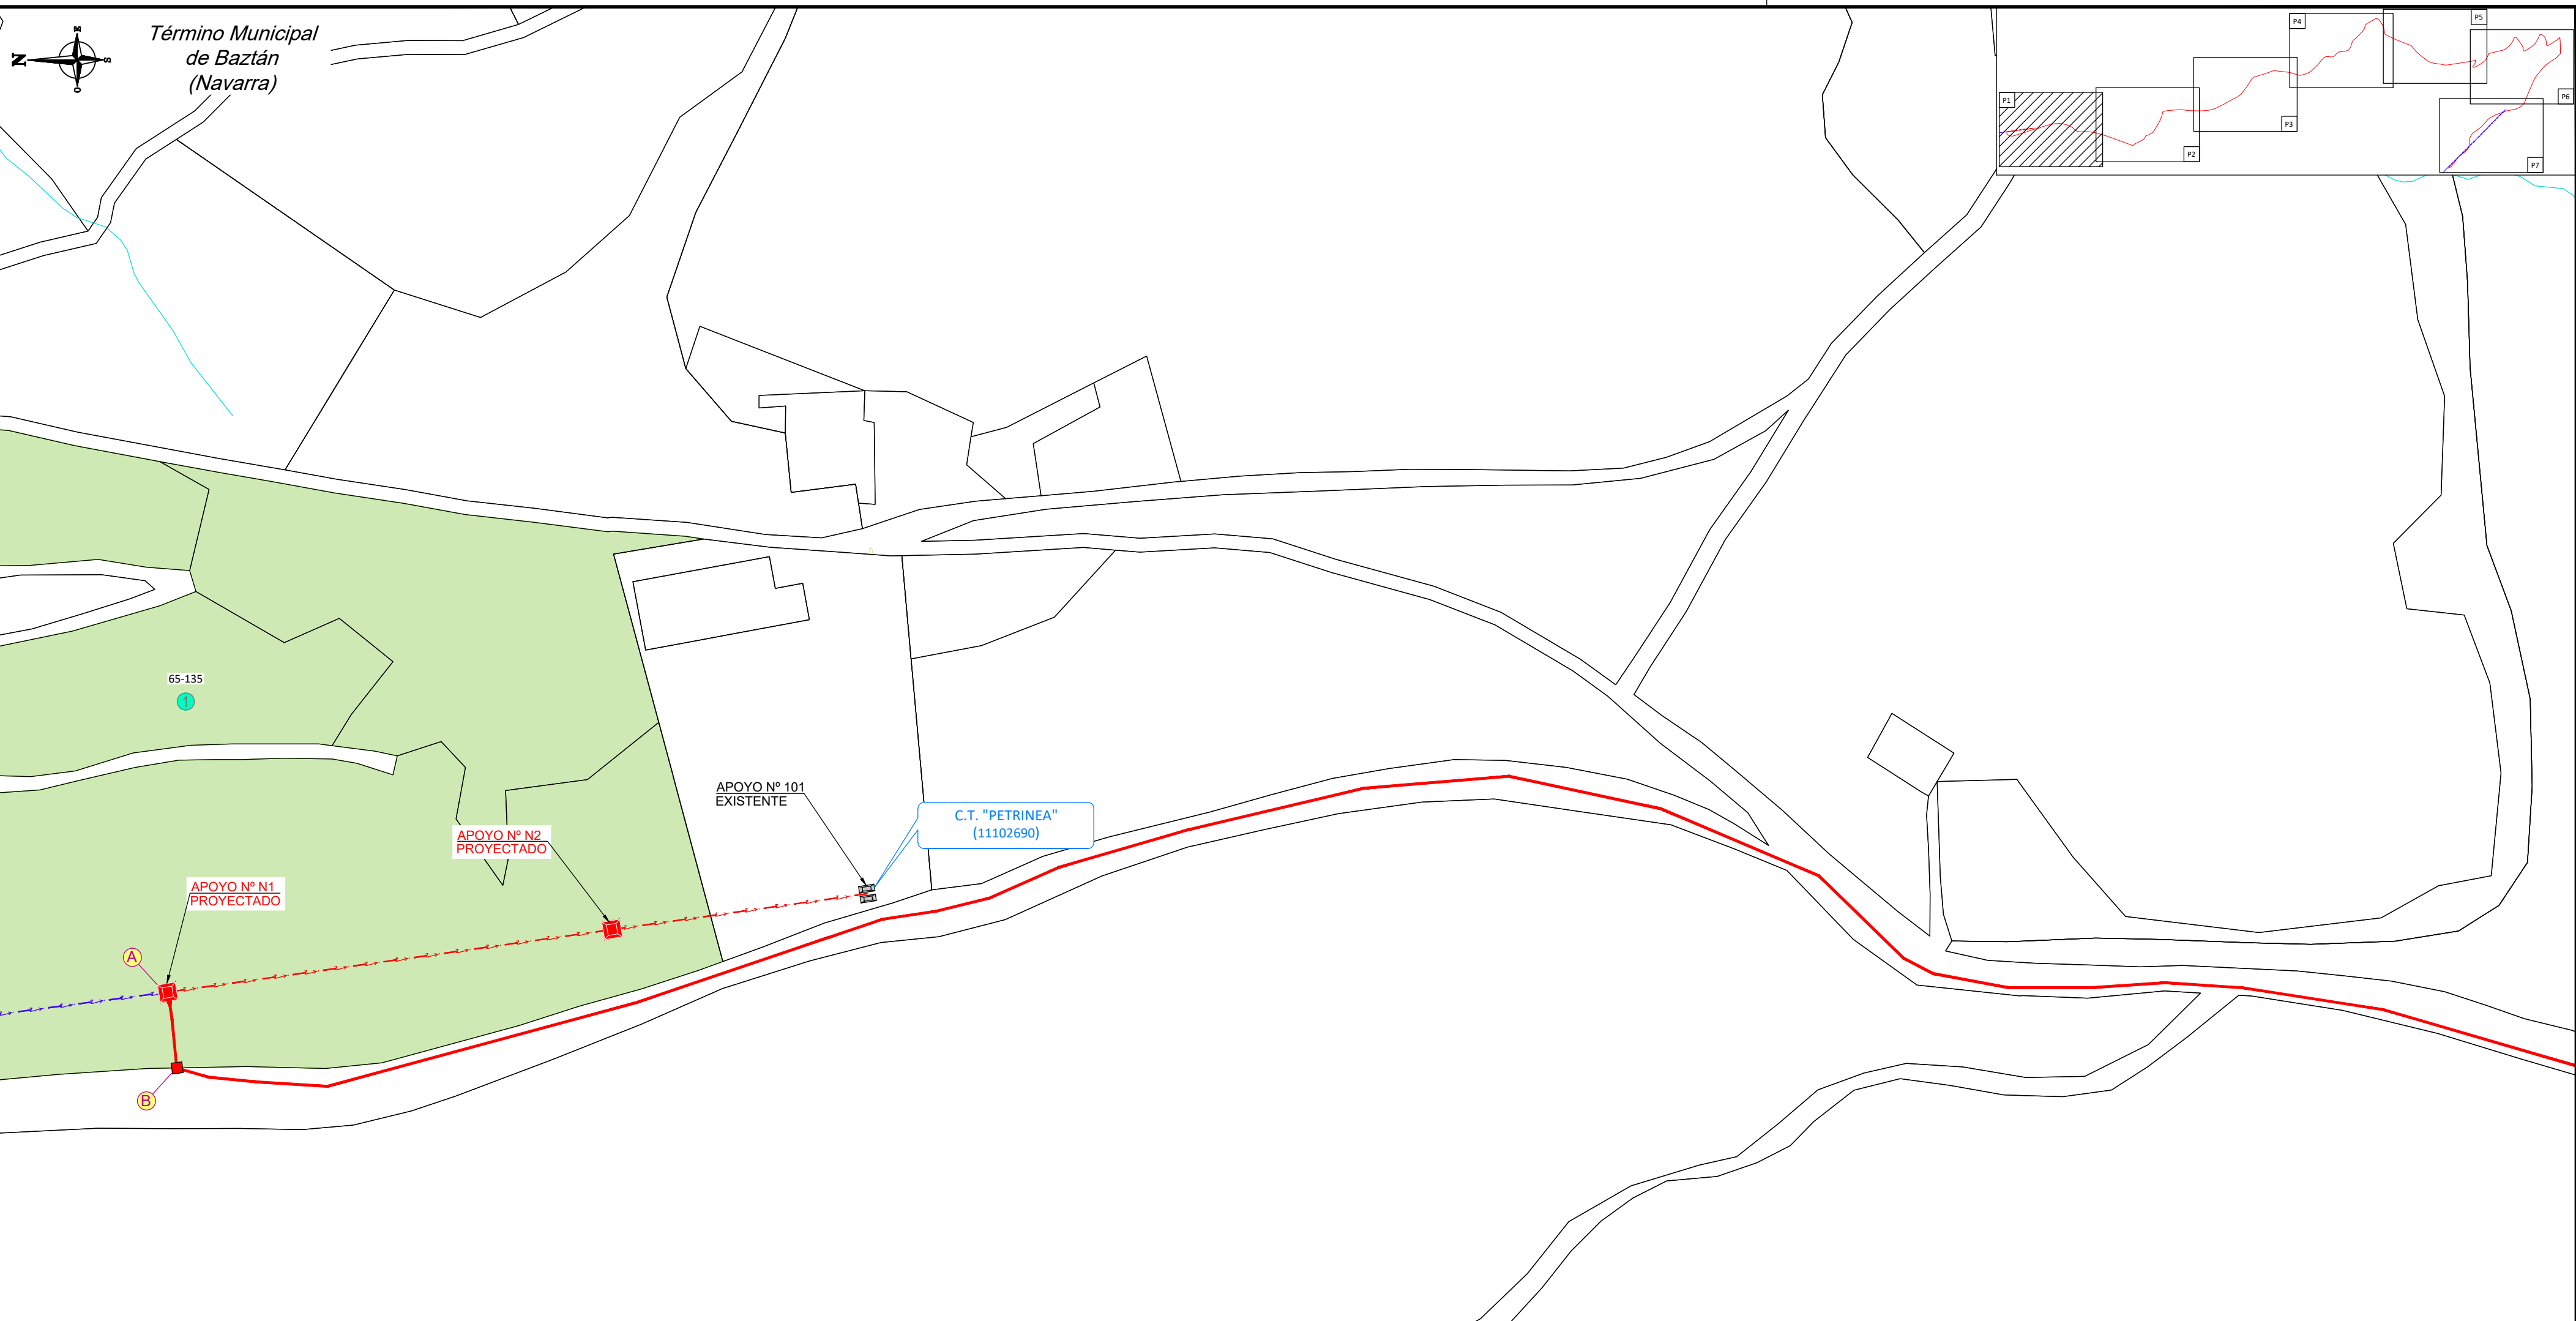 Término Municipal
de Baztán
(Navarra)
N
S
O
P1
P2
P3
P4
P5
P6
P7
65-135
1
APOYO Nº 101
EXISTENTE
C.T. "PETRINEA"
(11102690)
APOYO Nº N2
PROYECTADO
APOYO Nº N1
PROYECTADO
A
B